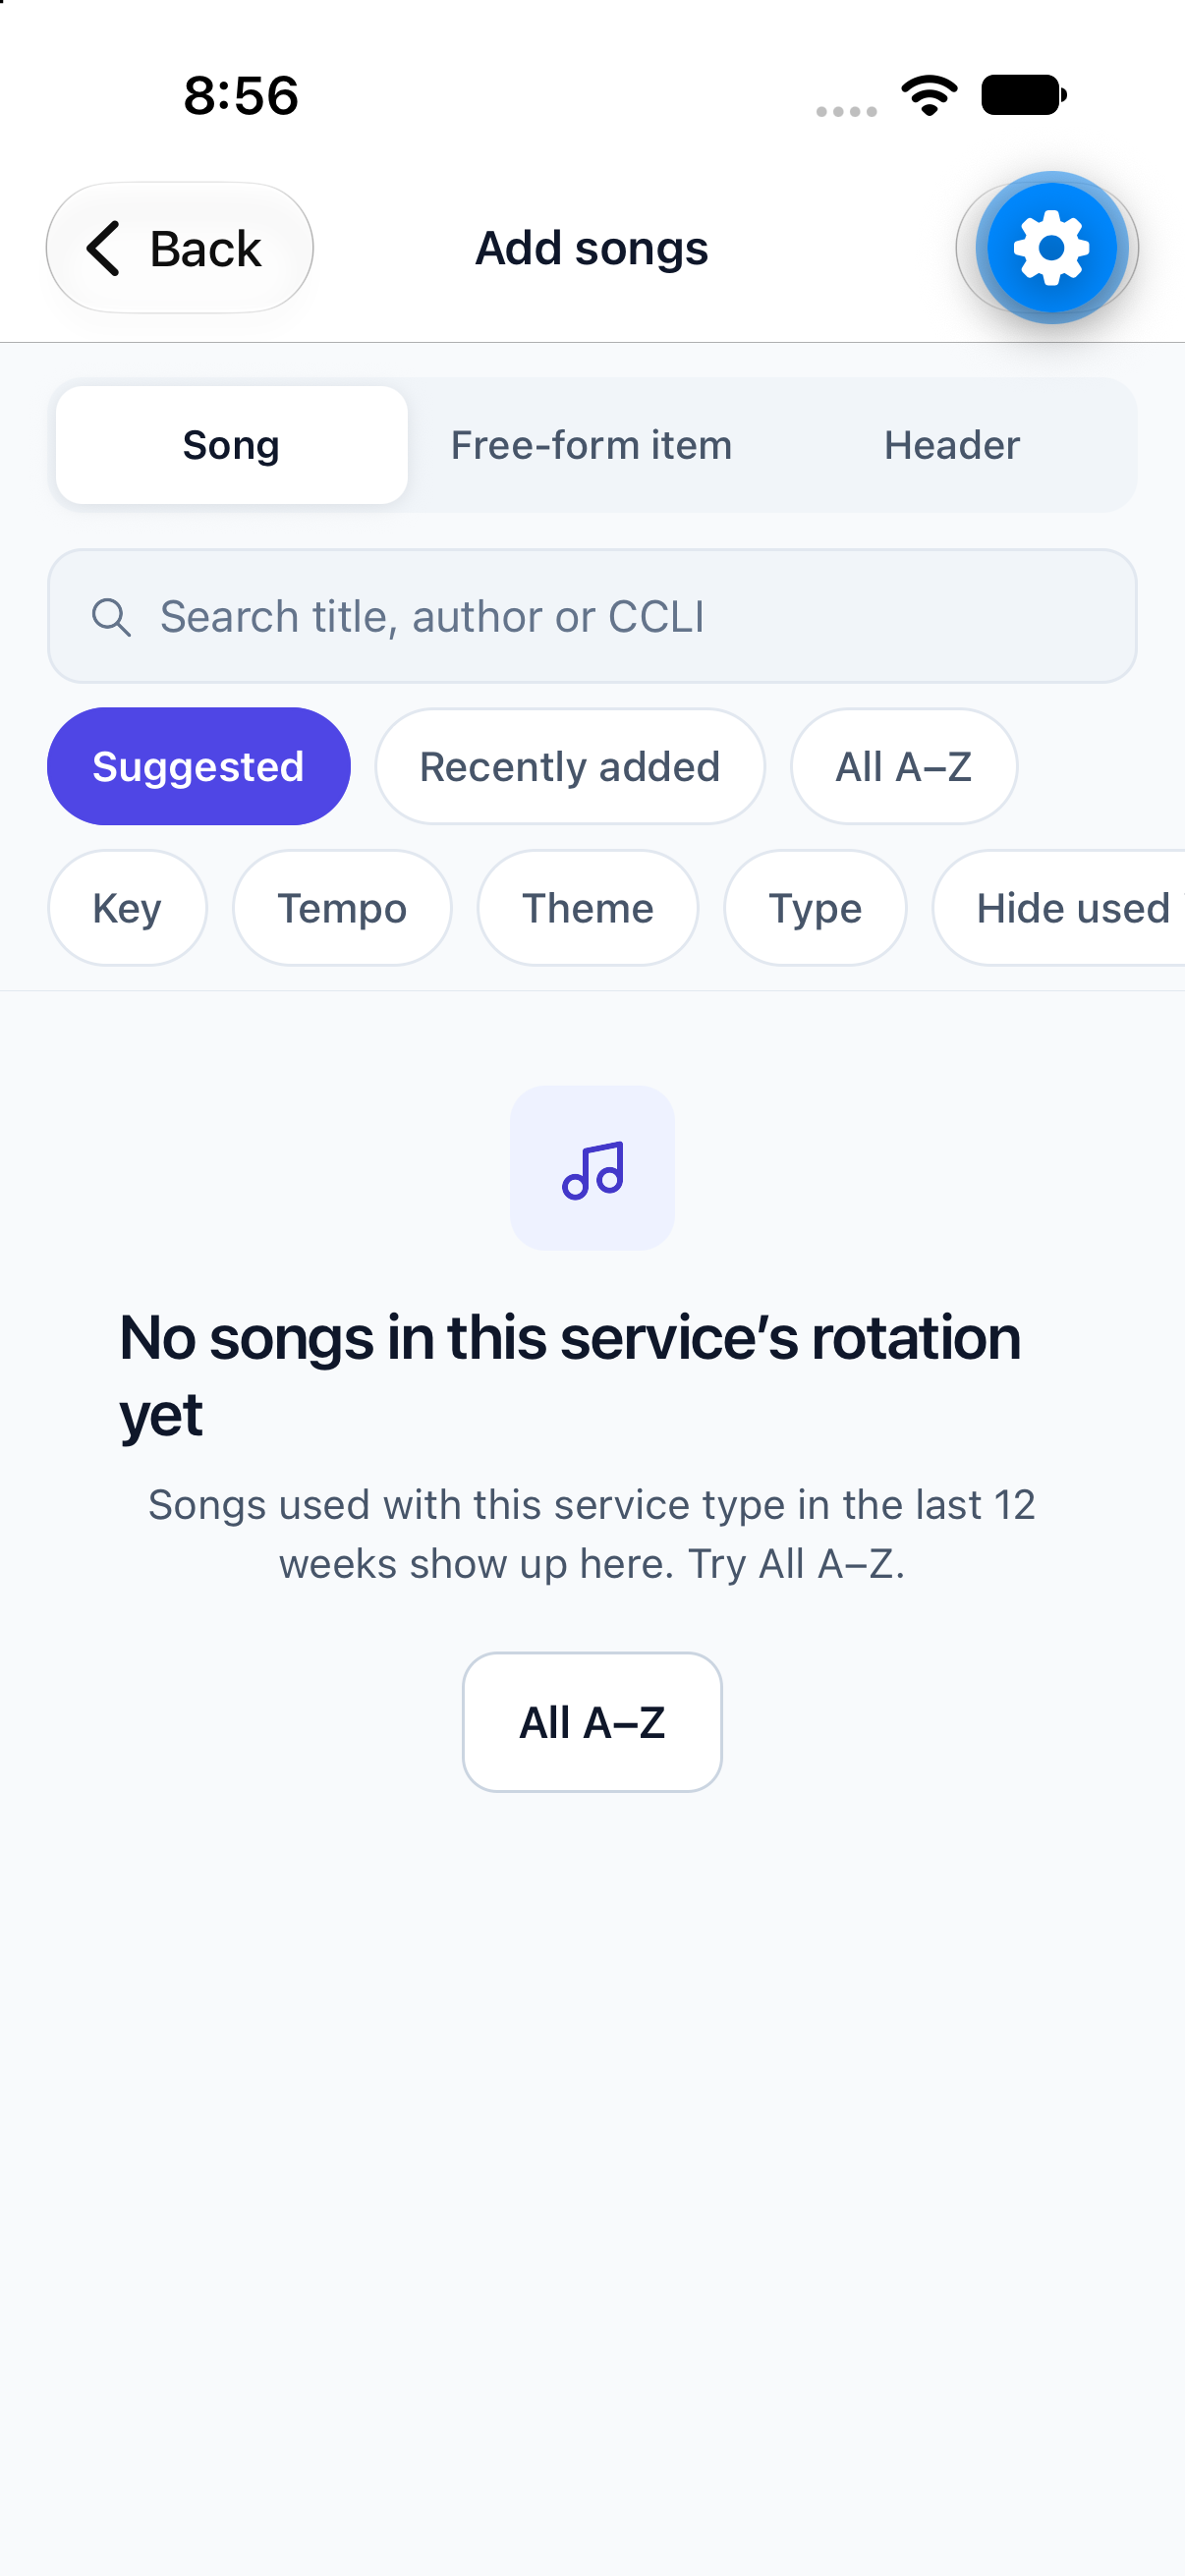 8:56
Back
Add songs
Song
Free-form item
Header
Search title, author or CCLI
Suggested
Recently added
All A–Z
Key
Tempo
Theme
Type
Hide used
No songs in this service’s rotation
yet
Songs used with this service type in the last 12
weeks show up here. Try All A–Z.
All A–Z